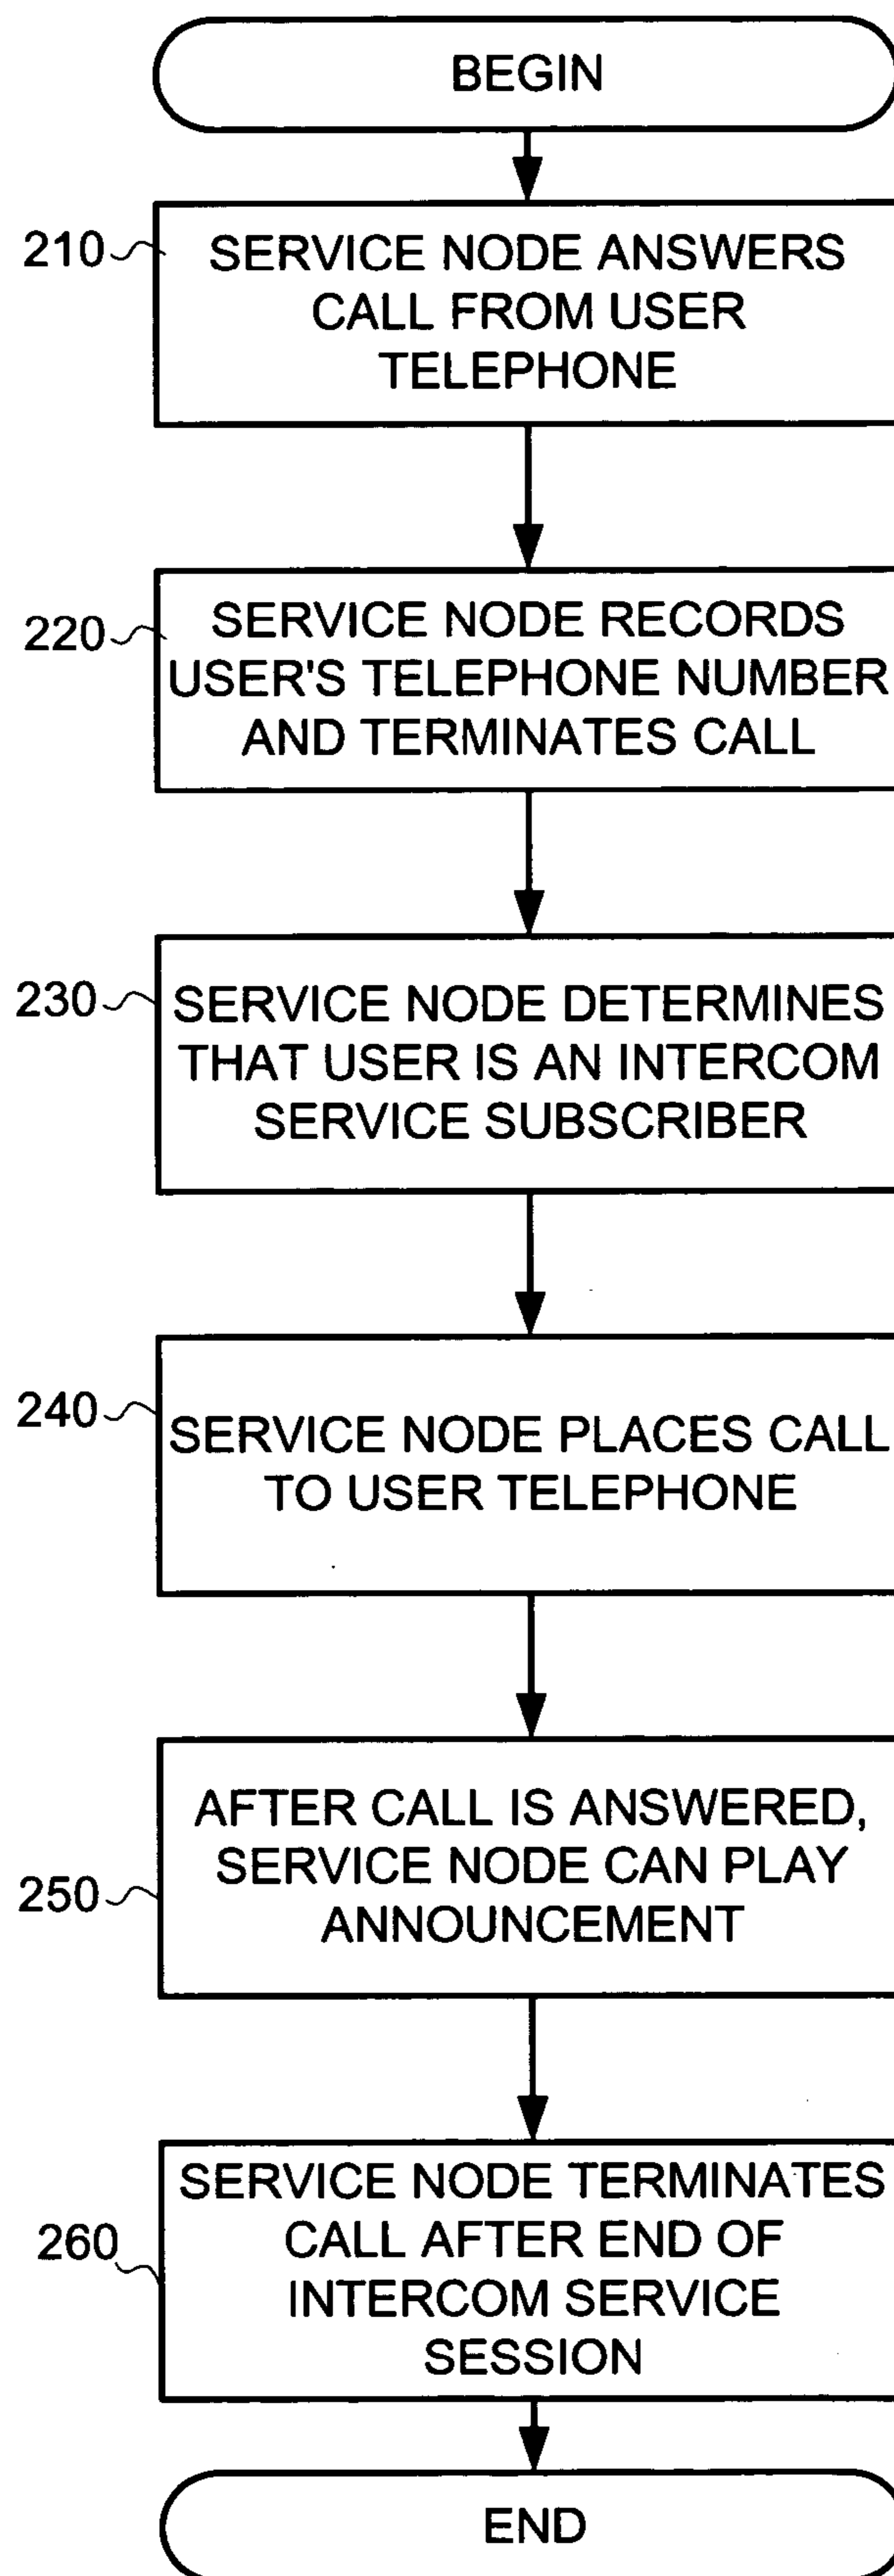 BEGIN
210
SERVICE NODE ANSWERS
CALL FROM USER
TELEPHONE
220
SERVICE NODE RECORDS
USER'S TELEPHONE NUMBER
AND TERMINATES CALL
230
SERVICE NODE DETERMINES
THAT USER IS AN INTERCOM
SERVICE SUBSCRIBER
240
SERVICE NODE PLACES CALL
TO USER TELEPHONE
250
AFTER CALL IS ANSWERED,
SERVICE NODE CAN PLAY
ANNOUNCEMENT
260
SERVICE NODE TERMINATES
CALL AFTER END OF
INTERCOM SERVICE
SESSION
END